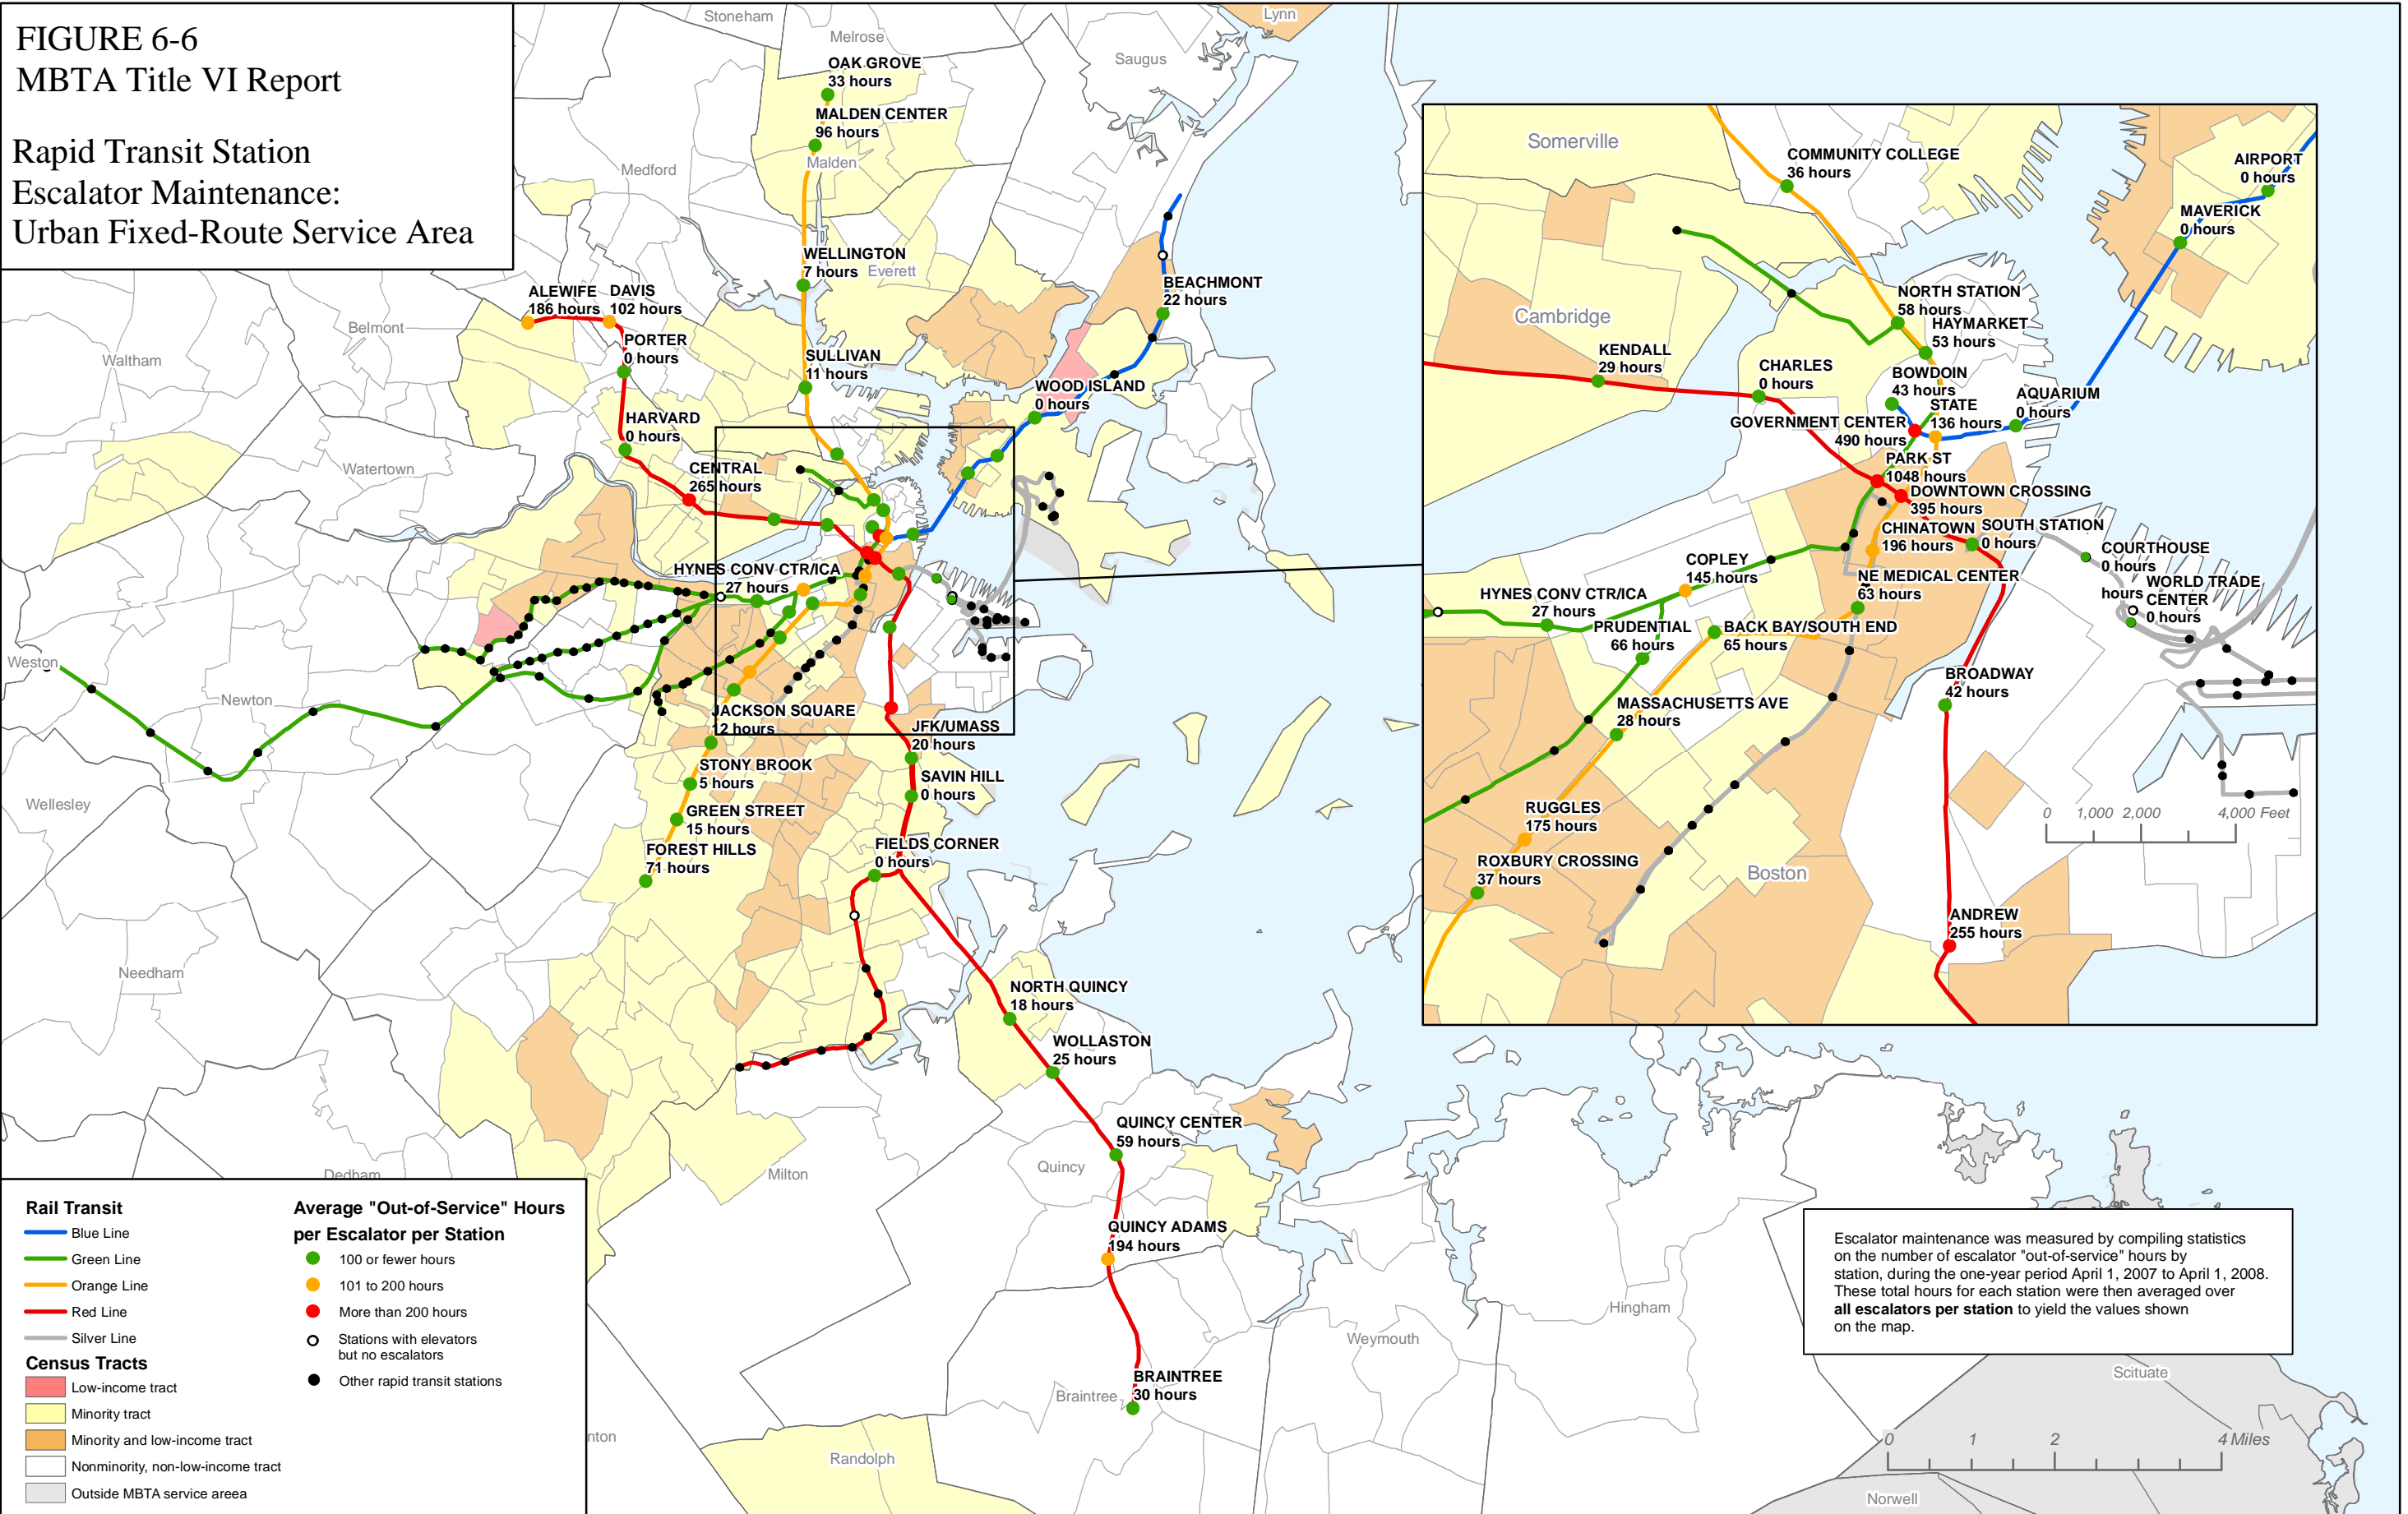 FIGURE 6-6
MBTA Title VI Report
Rapid Transit Station
Escalator Maintenance:
Urban Fixed-Route Service Area
Stoneham
Melrose
Lynn
Saugus
OAK GROVE
33 hours
MALDEN CENTER
96 hours
Malden
Medford
WELLINGTON
7 hours
Everett
BEACHMONT
22 hours
ALEWIFE
186 hours
DAVIS
102 hours
Belmont
PORTER
0 hours
Waltham
SULLIVAN
11 hours
WOOD ISLAND
0 hours
HARVARD
0 hours
Watertown
CENTRAL
265 hours
HYNES CONV CTR/ICA
27 hours
Weston
Newton
JACKSON SQUARE
2 hours
JFK/UMASS
20 hours
STONY BROOK
5 hours
SAVIN HILL
0 hours
Wellesley
GREEN STREET
15 hours
FOREST HILLS
71 hours
FIELDS CORNER
0 hours
Needham
NORTH QUINCY
18 hours
WOLLASTON
25 hours
QUINCY CENTER
59 hours
Quincy
Milton
Dedham
QUINCY ADAMS
194 hours
Hingham
Weymouth
BRAINTREE
30 hours
Braintree
nton
Randolph
Scituate
Norwell
Somerville
COMMUNITY COLLEGE
36 hours
AIRPORT
0 hours
MAVERICK
0 hours
NORTH STATION
58 hours
HAYMARKET
53 hours
Cambridge
KENDALL
29 hours
CHARLES
0 hours
BOWDOIN
43 hours
STATE
136 hours
AQUARIUM
0 hours
GOVERNMENT CENTER
490 hours
PARK ST
1048 hours
DOWNTOWN CROSSING
395 hours
CHINATOWN
196 hours
SOUTH STATION
0 hours
COURTHOUSE
0 hours
COPLEY
145 hours
NE MEDICAL CENTER
63 hours
WORLD TRADE
hours
CENTER
0 hours
HYNES CONV CTR/ICA
27 hours
PRUDENTIAL
66 hours
BACK BAY/SOUTH END
65 hours
BROADWAY
42 hours
MASSACHUSETTS AVE
28 hours
RUGGLES
175 hours
0 1,000 2,000 4,000 Feet
ROXBURY CROSSING
37 hours
Boston
ANDREW
255 hours
Rail Transit
Blue Line
Green Line
Orange Line
Red Line
Silver Line
Census Tracts
Low-income tract
Minority tract
Minority and low-income tract
Nonminority, non-low-income tract
Outside MBTA service areea
Average "Out-of-Service" Hours
per Escalator per Station
100 or fewer hours
101 to 200 hours
More than 200 hours
Stations with elevators
but no escalators
Other rapid transit stations
Escalator maintenance was measured by compiling statistics
on the number of escalator "out-of-service" hours by
station, during the one-year period April 1, 2007 to April 1, 2008.
These total hours for each station were then averaged over
all escalators per station to yield the values shown
on the map.
0 1 2 4 Miles